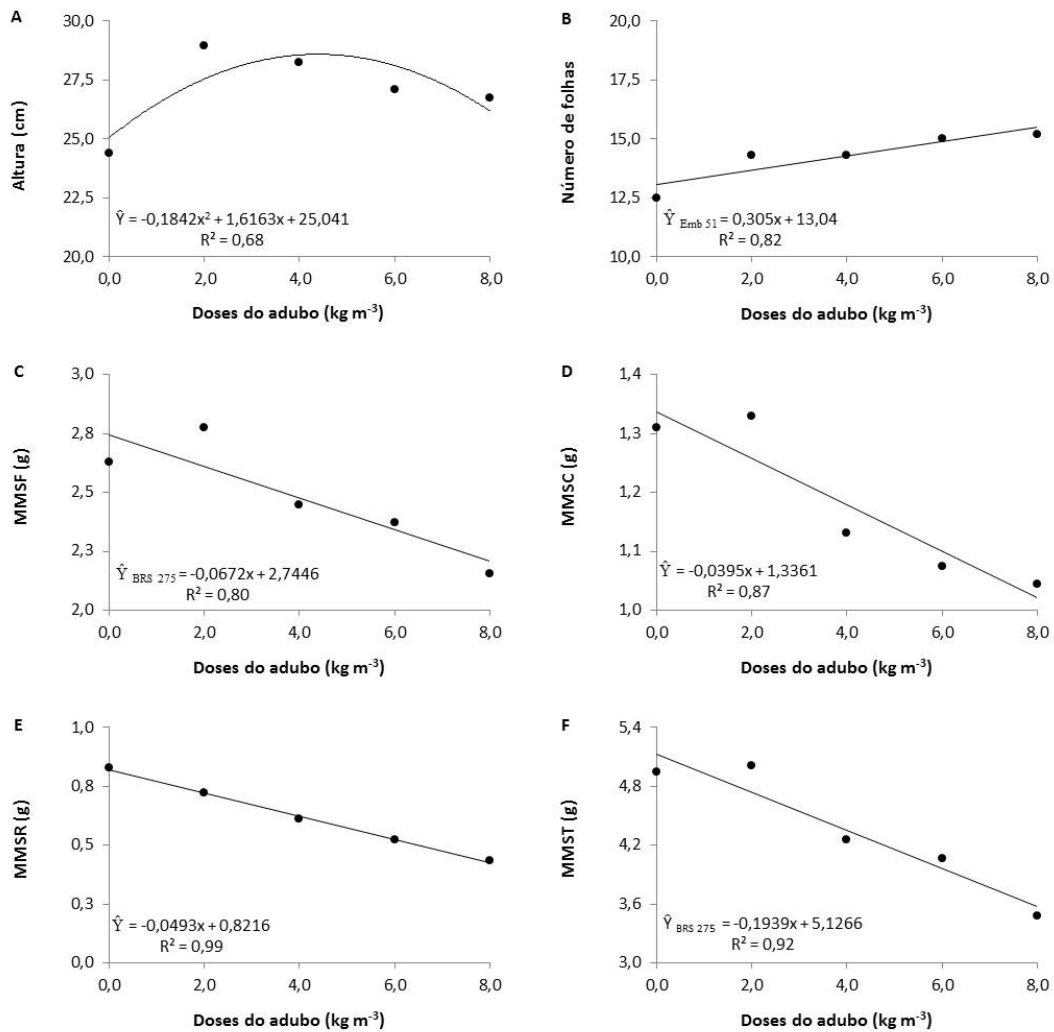 A
Altura (cm)
30,0
27,5
25,0
22,5
20,0
Ŷ = -0,1842x² + 1,6163x + 25,041
R² = 0,68
0,0 2,0 4,0 6,0 8,0
Doses do adubo (kg m⁻³)
B
Número de folhas
20,0
17,5
15,0
12,5
10,0
Ŷ Emb 51 = 0,305x + 13,04
R² = 0,82
0,0 2,0 4,0 6,0 8,0
Doses do adubo (kg m⁻³)
C
MMSF (g)
3,0
2,8
2,5
2,3
2,0
Ŷ BRS 275 = -0,0672x + 2,7446
R² = 0,80
0,0 2,0 4,0 6,0 8,0
Doses do adubo (kg m⁻³)
D
MMSC (g)
1,4
1,3
1,2
1,1
1,0
Ŷ = -0,0395x + 1,3361
R² = 0,87
0,0 2,0 4,0 6,0 8,0
Doses do adubo (kg m⁻³)
E
MMSR (g)
1,0
0,8
0,5
0,3
0,0
Ŷ = -0,0493x + 0,8216
R² = 0,99
0,0 2,0 4,0 6,0 8,0
Doses do adubo (kg m⁻³)
F
MMST (g)
5,4
4,8
4,2
3,6
3,0
Ŷ BRS 275 = -0,1939x + 5,1266
R² = 0,92
0,0 2,0 4,0 6,0 8,0
Doses do adubo (kg m⁻³)